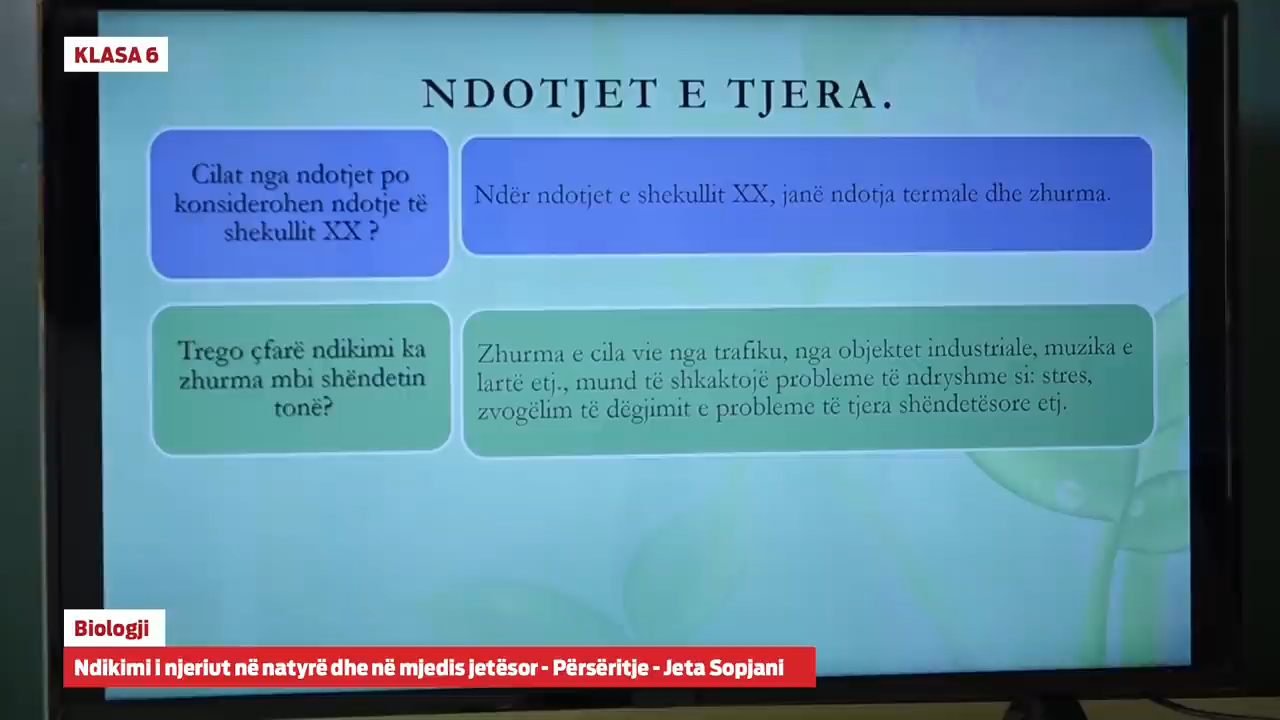 KLASA 6
NDOTJET E TJERA.
Cilat nga ndotjet po
konsiderohen ndotje të
shekullit XX ?
Ndër ndotjet e shekullit XX, janë ndotja termale dhe zhurma.
Trego çfarë ndikimi ka
zhurma mbi shëndetin
tonë?
Zhurma e cila vie nga trafiku, nga objektet industriale, muzika e
lartë etj., mund të shkaktojë probleme të ndryshme si: stres,
zvogëlim të dëgjimit e probleme të tjera shëndetësore etj.
Biologji
Ndikimi i njeriut në natyrë dhe në mjedis jetësor - Përsëritje - Jeta Sopjani